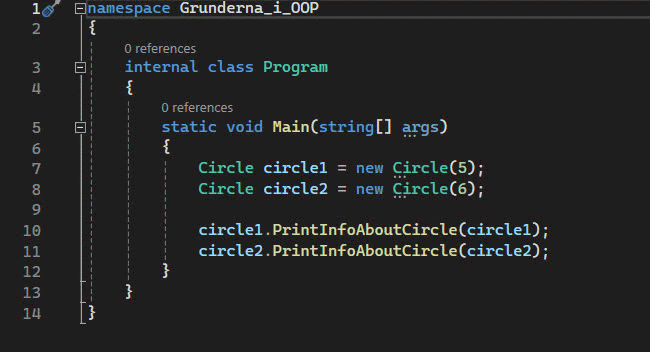 1 namespace Grunderna_i_OOP
2 {
0 references
3 internal class Program
4 {
0 references
5 static void Main(string[] args)
6 {
7 Circle circle1 = new Circle(5);
8 Circle circle2 = new Circle(6);
9
10 circle1.PrintInfoAboutCircle(circle1);
11 circle2.PrintInfoAboutCircle(circle2);
12 }
13 }
14 }